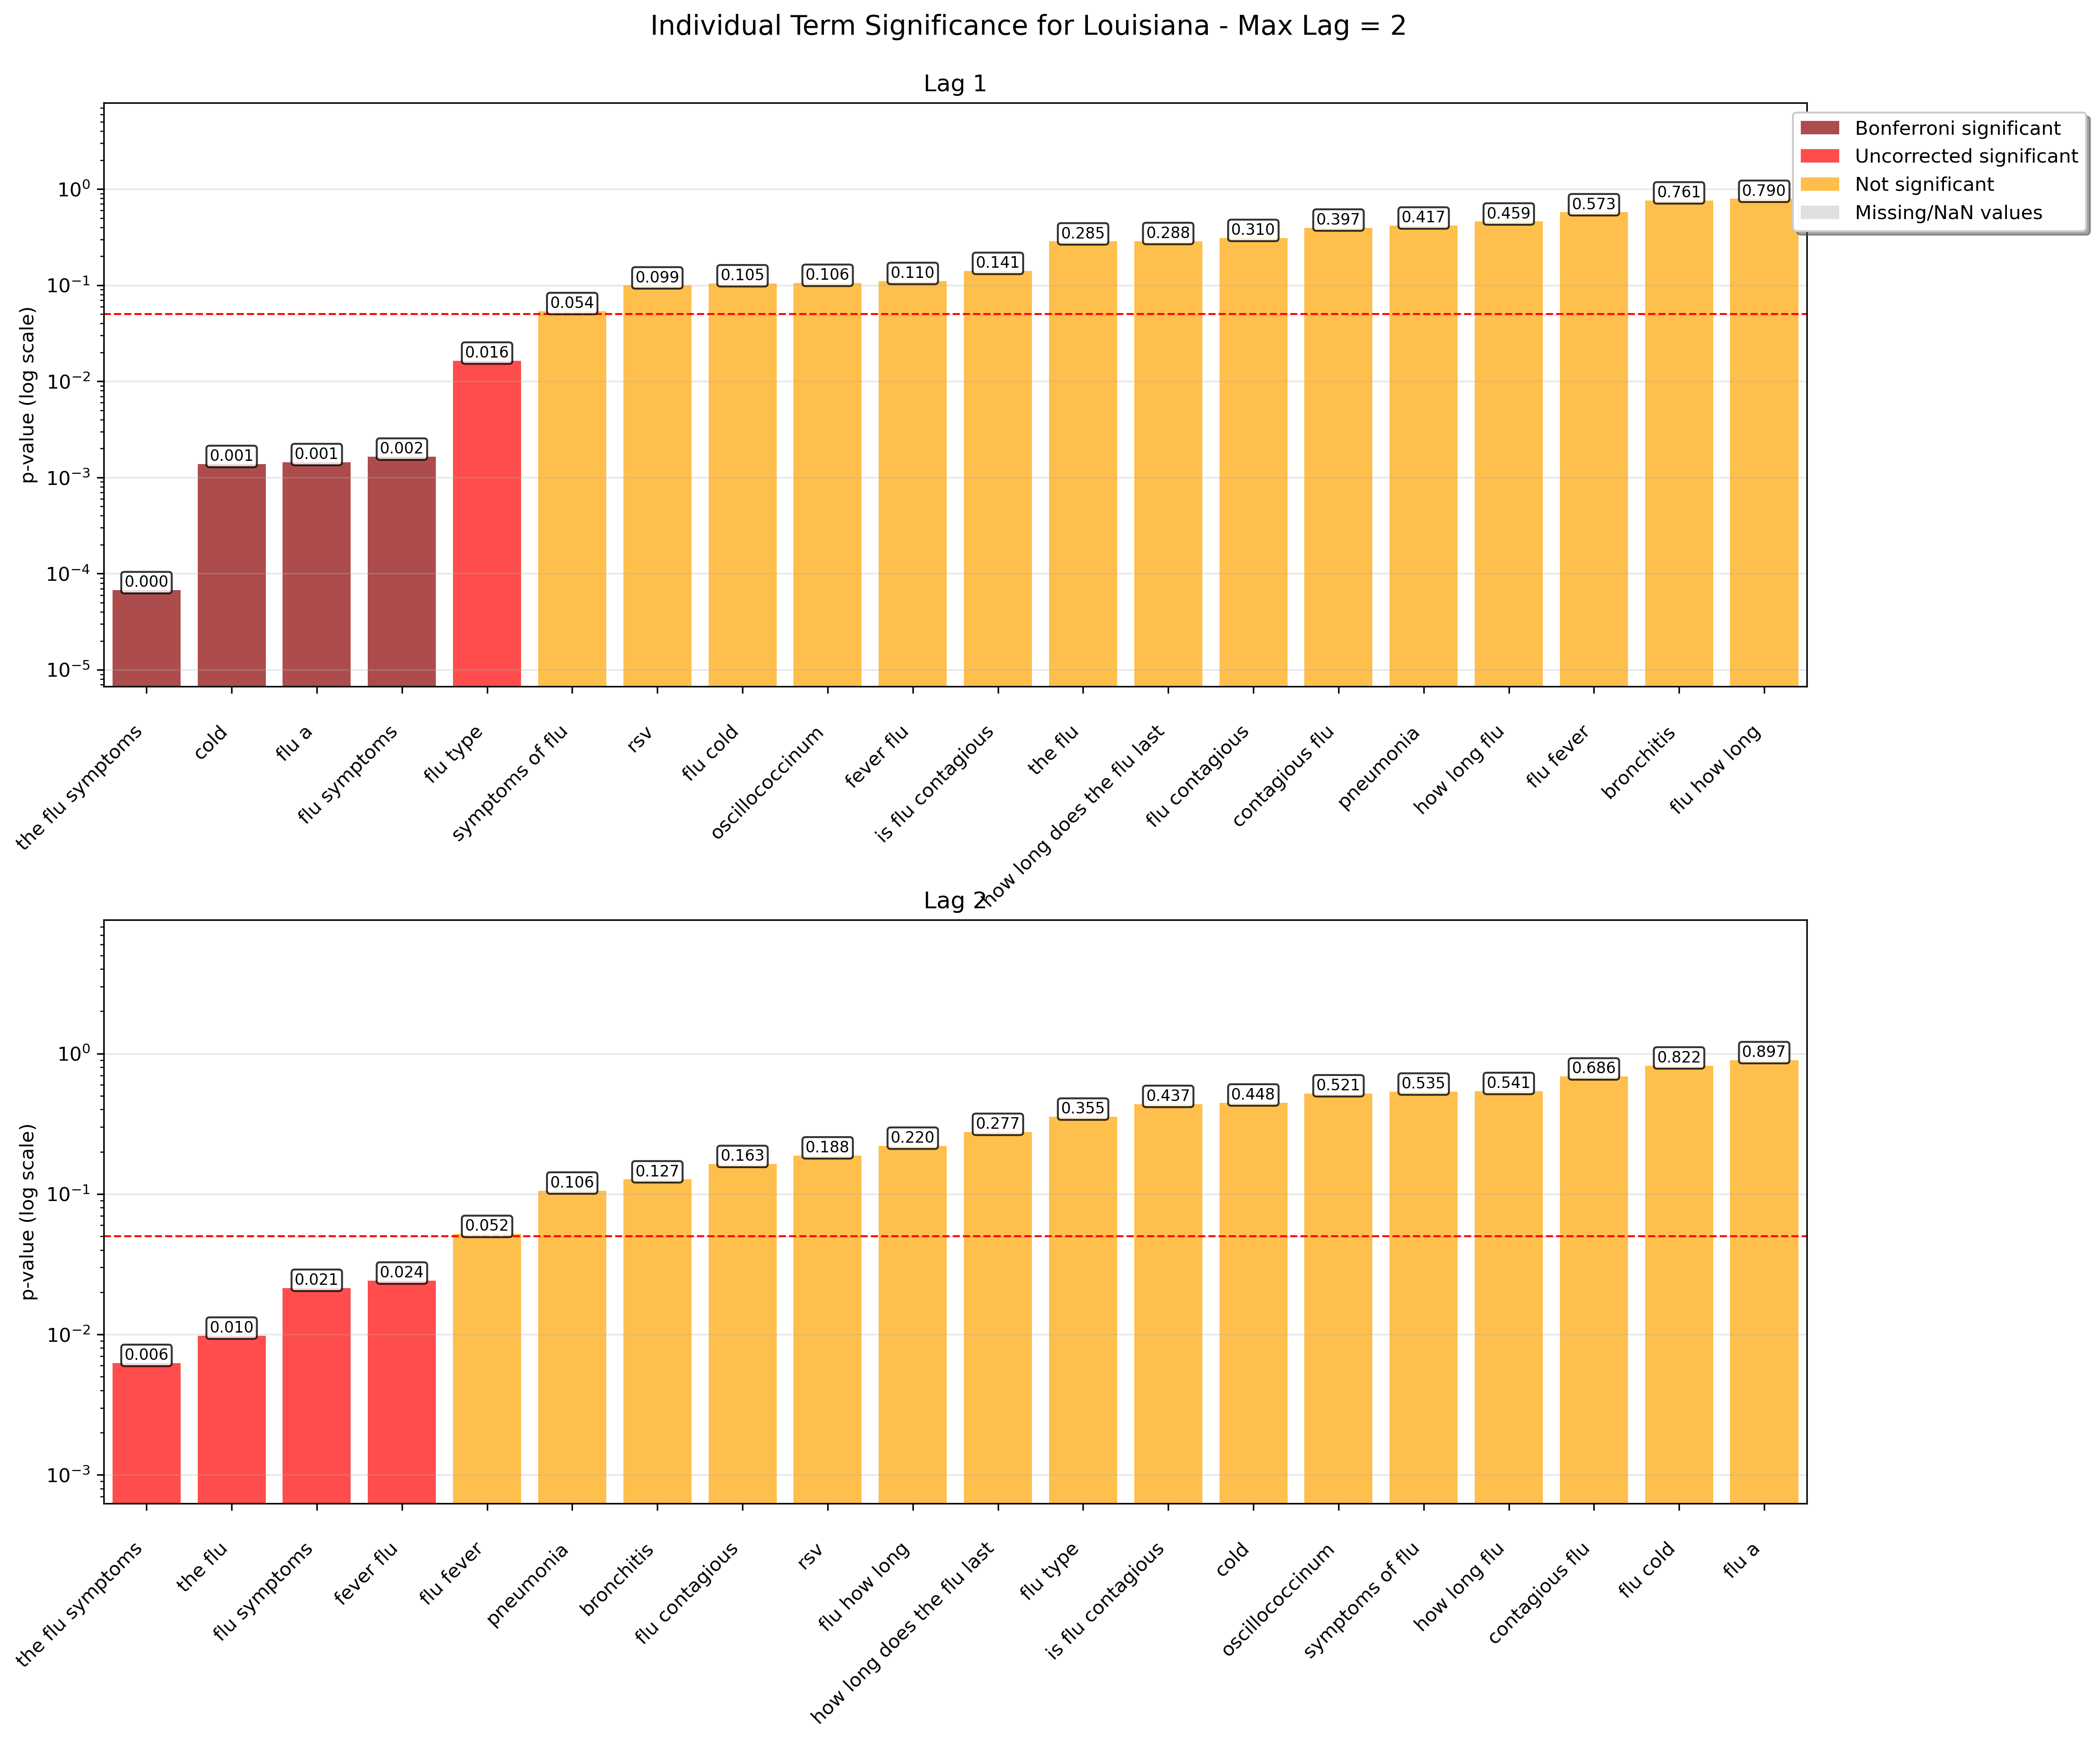 Individual Term Significance for Louisiana - Max Lag = 2
Lag 1
Bonferroni significant
Uncorrected significant
Not significant
Missing/NaN values
p-value (log scale)
10⁰
10⁻¹
10⁻²
10⁻³
10⁻⁴
10⁻⁵
0.000
0.001
0.001
0.002
0.016
0.054
0.099
0.105
0.106
0.110
0.141
0.285
0.288
0.310
0.397
0.417
0.459
0.573
0.761
0.790
the flu symptoms
cold
flu a
flu symptoms
flu type
symptoms of flu
rsv
flu cold
oscillococcinum
fever flu
is flu contagious
the flu
how long does the flu last
flu contagious
contagious flu
pneumonia
how long flu
flu fever
bronchitis
flu how long
Lag 2
p-value (log scale)
10⁰
10⁻¹
10⁻²
10⁻³
0.006
0.010
0.021
0.024
0.052
0.106
0.127
0.163
0.188
0.220
0.277
0.355
0.437
0.448
0.521
0.535
0.541
0.686
0.822
0.897
the flu symptoms
the flu
flu symptoms
fever flu
flu fever
pneumonia
bronchitis
flu contagious
rsv
flu how long
how long does the flu last
flu type
is flu contagious
cold
oscillococcinum
symptoms of flu
how long flu
contagious flu
flu cold
flu a